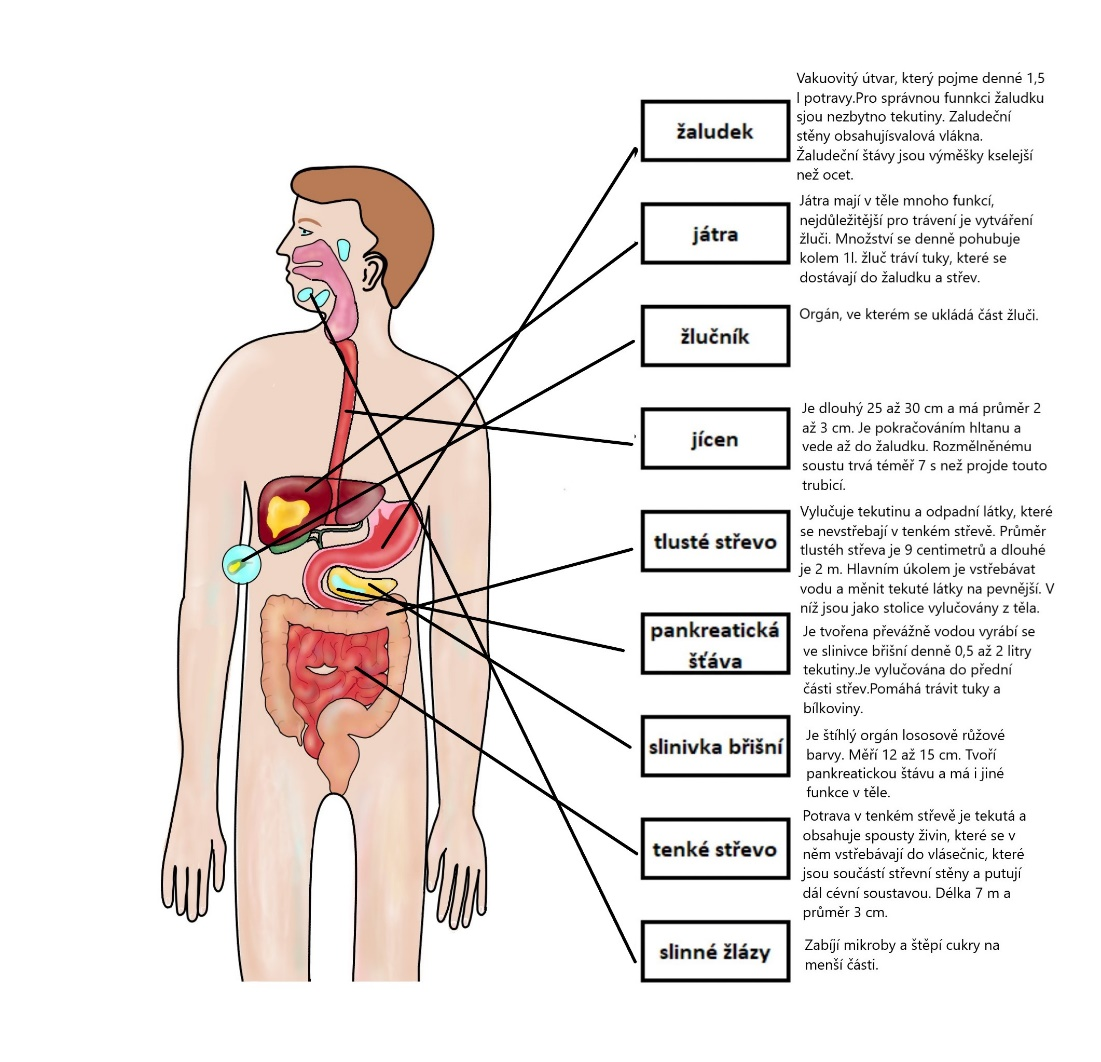 žaludek
Vakuovitý útvar, který pojme denné 1,5
l potravy.Pro správnou funnkci žaludku
sjou nezbytno tekutiny. Zaludeční
stěny obsahujísvalová vlákna.
Žaludeční štávy jsou výměšky kselejší
než ocet.
játra
Játra mají v těle mnoho funkcí,
nejdůležitější pro trávení je vytváření
žluči. Množství se denně pohubuje
kolem 1l. žluč tráví tuky, které se
dostávají do žaludku a střev.
žlučník
Orgán, ve kterém se ukládá část žluči.
jícen
Je dlouhý 25 až 30 cm a má průměr 2
až 3 cm. Je pokračováním hltanu a
vede až do žaludku. Rozmělněnému
soustu trvá téměř 7 s než projde touto
trubicí.
tlusté střevo
Vylučuje tekutinu a odpadní látky, které
se nevstřebají v tenkém střevě. Průměr
tlustéh střeva je 9 centimetrů a dlouhé
je 2 m. Hlavním úkolem je vstřebávat
vodu a měnit tekuté látky na pevnější. V
níž jsou jako stolice vylučovány z těla.
pankreatická
šťáva
Je tvořena převážně vodou vyrábí se
ve slinivce břišní denně 0,5 až 2 litry
tekutiny.Je vylučována do přední
části střev.Pomáhá trávit tuky a
bílkoviny.
slinivka břišní
Je štíhlý orgán lososově růžové
barvy. Měří 12 až 15 cm. Tvoří
pankreatickou štávu a má i jiné
funkce v těle.
tenké střevo
Potrava v tenkém střevě je tekutá a
obsahuje spousty živin, které se v
něm vstřebávají do vlásečnic, které
jsou součástí střevní stěny a putují
dál cévní soustavou. Délka 7 m a
průměr 3 cm.
slinné žlázy
Zabíjí mikroby a štěpí cukry na
menší části.